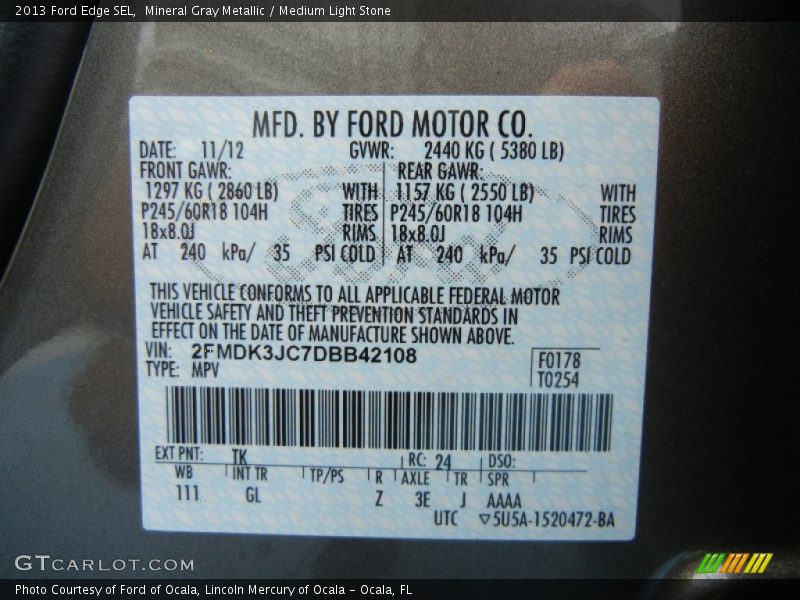 2013 Ford Edge SEL, Mineral Gray Metallic / Medium Light Stone
MFD. BY FORD MOTOR CO.
DATE: 11/12 GVWR: 2440 KG ( 5380 LB)
FRONT GAWR: REAR GAWR:
1297 KG ( 2860 LB) WITH 1157 KG ( 2550 LB) WITH
P245/60R18 104H TIRES P245/60R18 104H TIRES
18x8.0J RIMS 18x8.0J RIMS
AT 240 kPa/ 35 PSI COLD AT 240 kPa/ 35 PSI COLD
THIS VEHICLE CONFORMS TO ALL APPLICABLE FEDERAL MOTOR
VEHICLE SAFETY AND THEFT PREVENTION STANDARDS IN
EFFECT ON THE DATE OF MANUFACTURE SHOWN ABOVE.
VIN: 2FMDK3JC7DBB42108 F0178
TYPE: MPV T0254
EXT PNT: TK RC: 24 DSO:
WB INT TR TP/PS R AXLE TR SPR
111 GL Z 3E J AAAA
UTC ▽5U5A-1520472-BA
GTCARLOT.COM
Photo Courtesy of Ford of Ocala, Lincoln Mercury of Ocala - Ocala, FL